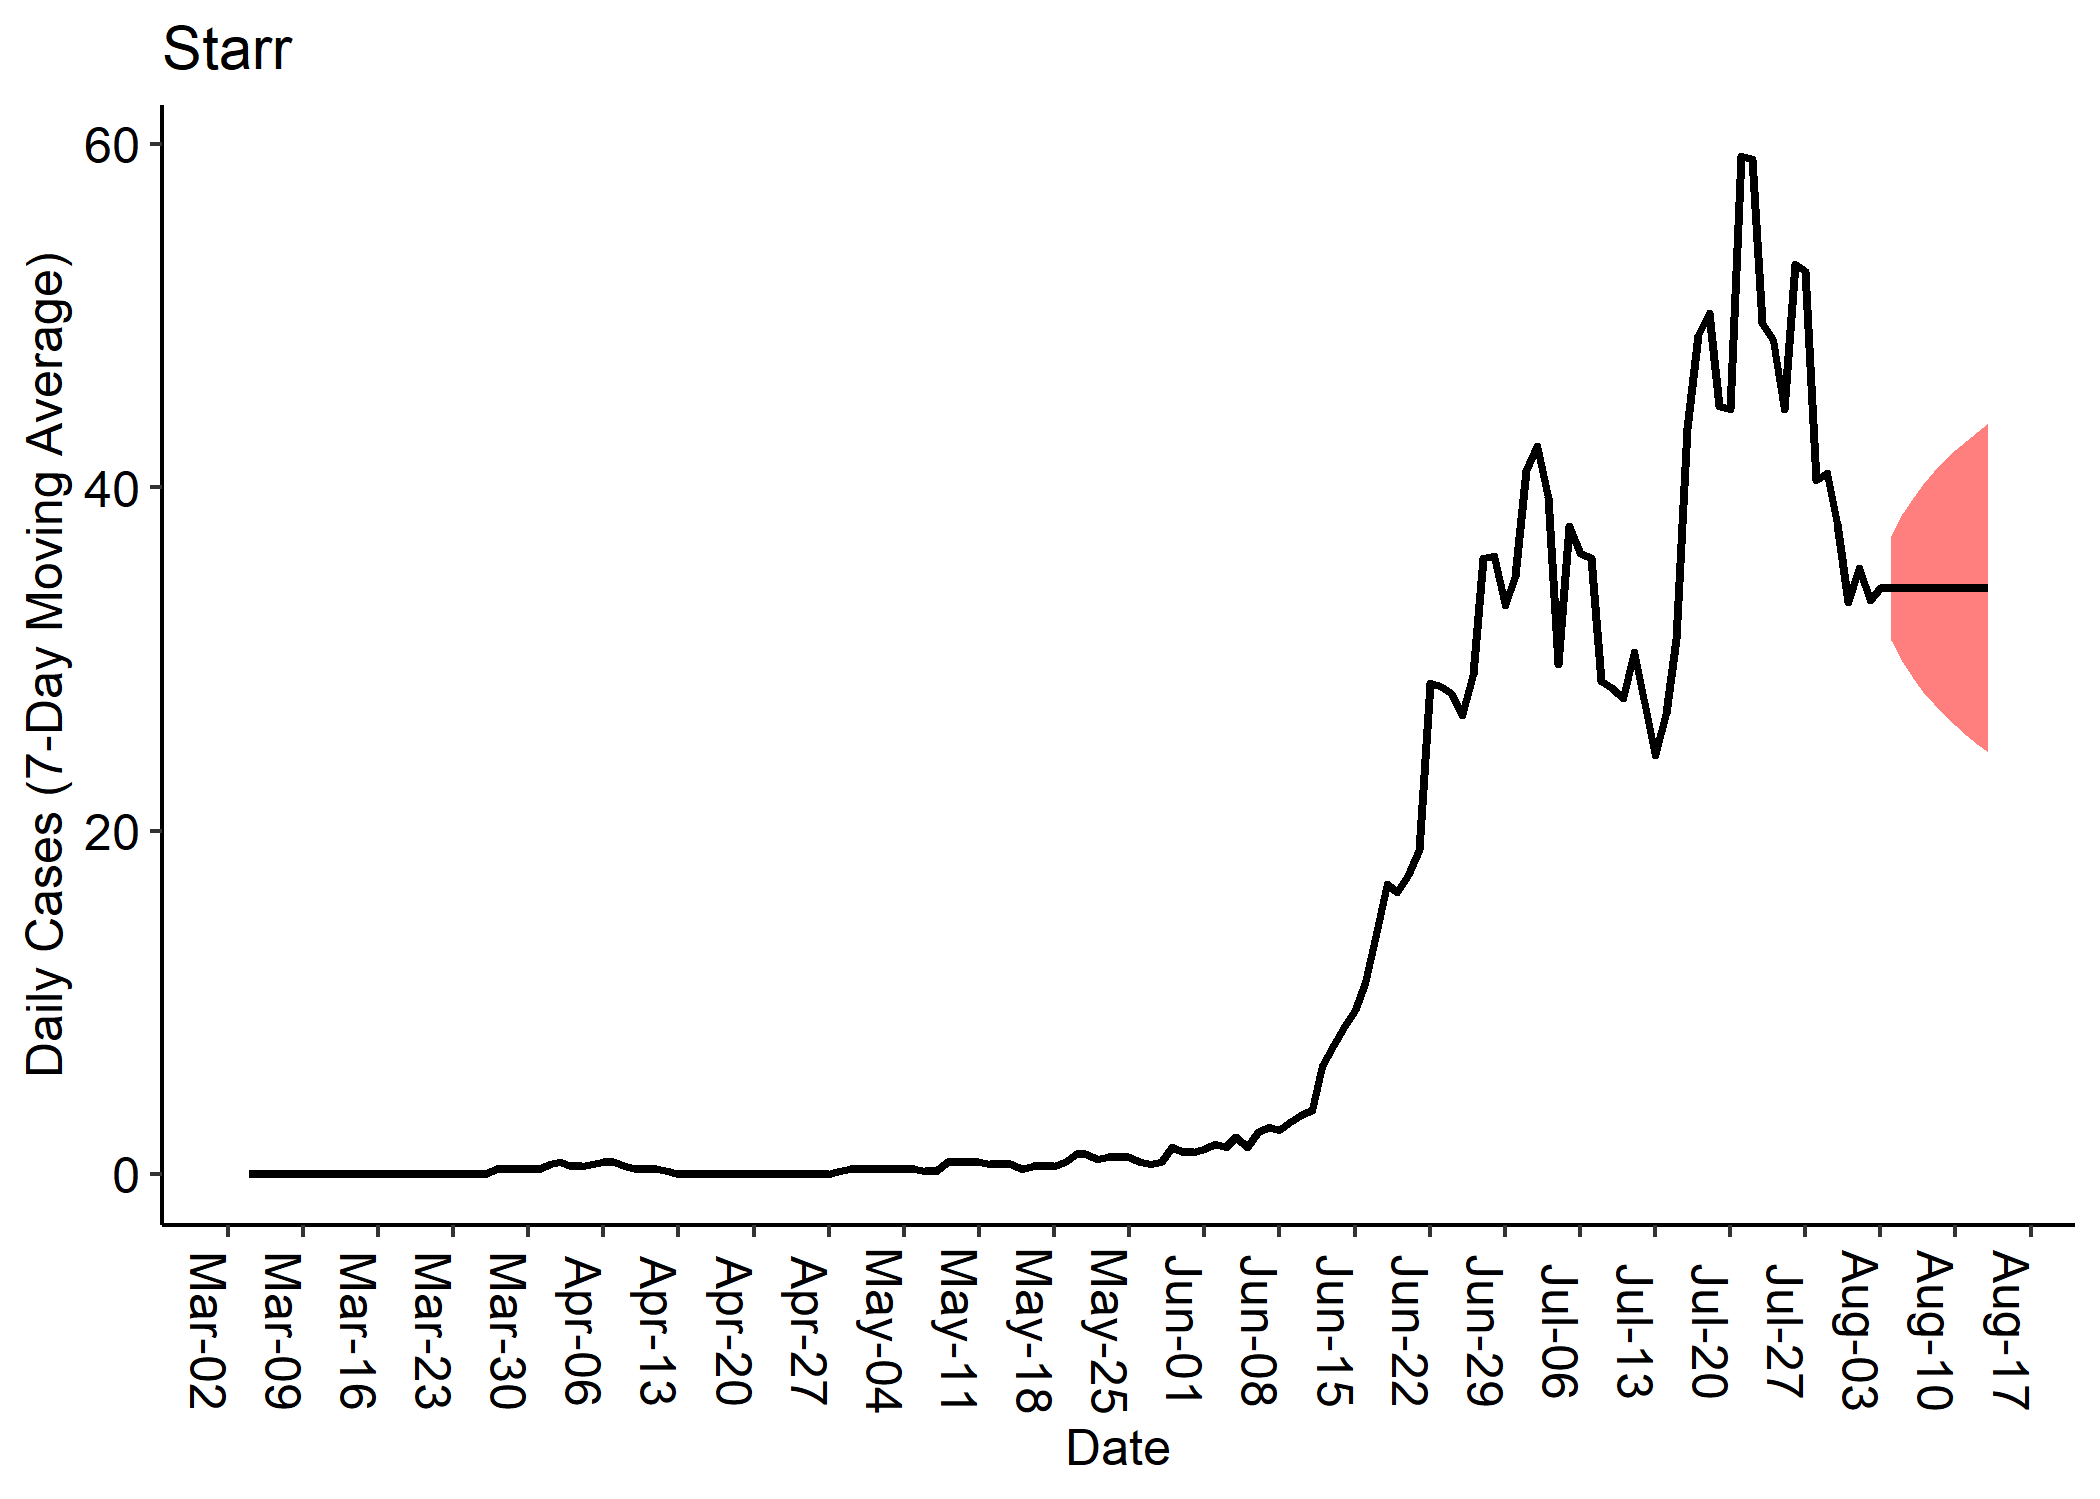 Starr
Daily Cases (7-Day Moving Average)
60
40
20
0
Mar-02
Mar-09
Mar-16
Mar-23
Mar-30
Apr-06
Apr-13
Apr-20
Apr-27
May-04
May-11
May-18
May-25
Jun-01
Jun-08
Jun-15
Jun-22
Jun-29
Jul-06
Jul-13
Jul-20
Jul-27
Aug-03
Aug-10
Aug-17
Date